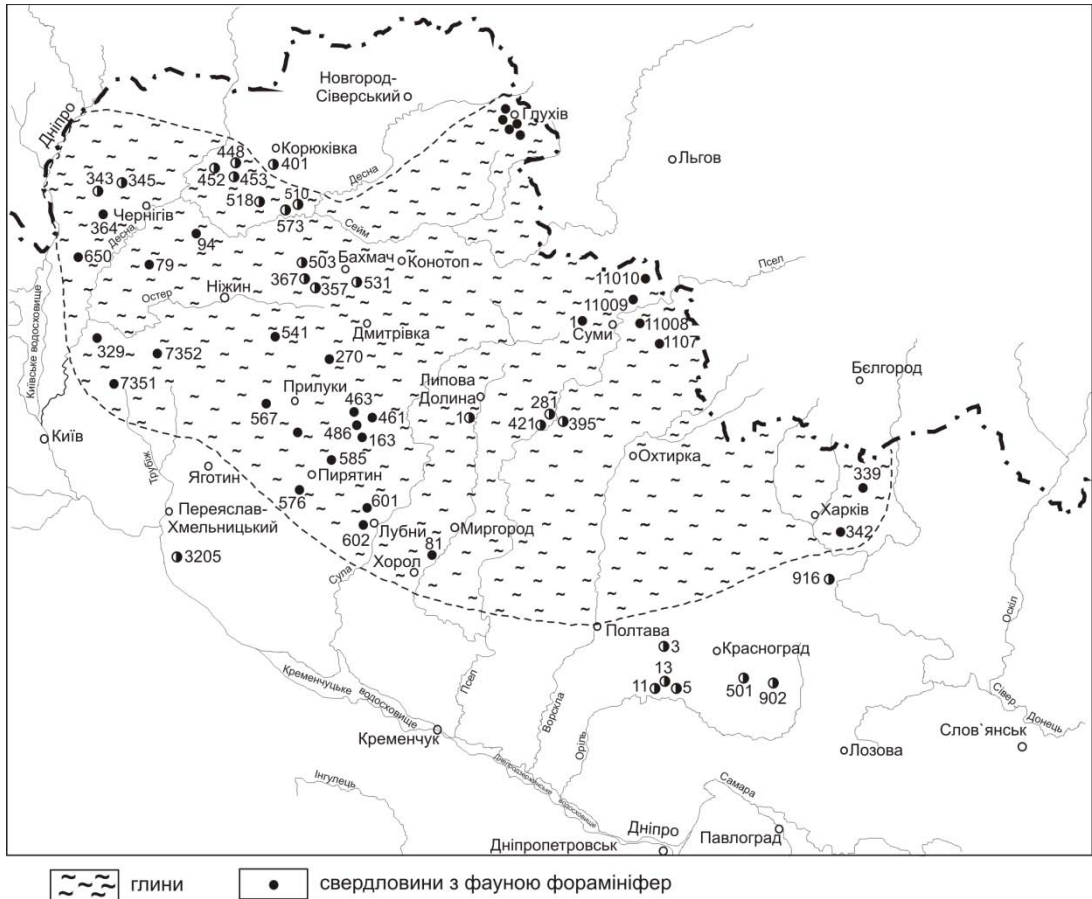 Новгород-
Сіверський
Глухів
Дніпро
Корюківка
448
401
Льгов
452
453
Десна
343
345
518
510
573
Чернігів
364
Десна
94
Сейм
650
79
503
Бахмач
Конотоп
367
357
531
11010
Псел
Остер
Ніжин
11009
Київське водосховище
541
Дмитрівка
1
Суми
11008
1107
329
7352
270
7351
Прилуки
Липова
Долина
Бєлгород
567
463
461
1
281
486
421
395
163
Київ
585
Охтирка
Трубіж
Яготин
Пирятин
339
576
601
Переяслав-
Хмельницький
Лубни
Миргород
Харків
602
81
342
3205
Хорол
916
Сула
Оскіл
Полтава
3
Красноград
13
11
5
501
902
Кременчуцьке водосховище
Псел
Ворскла
Оріль
Сівер. Донець
Кременчук
Слов`янськ
Лозова
Інгулець
Дніпродзержинське водосховище
Самара
Дніпро
Павлоград
Дніпропетровськ
глини
свердловини з фауною форамініфер